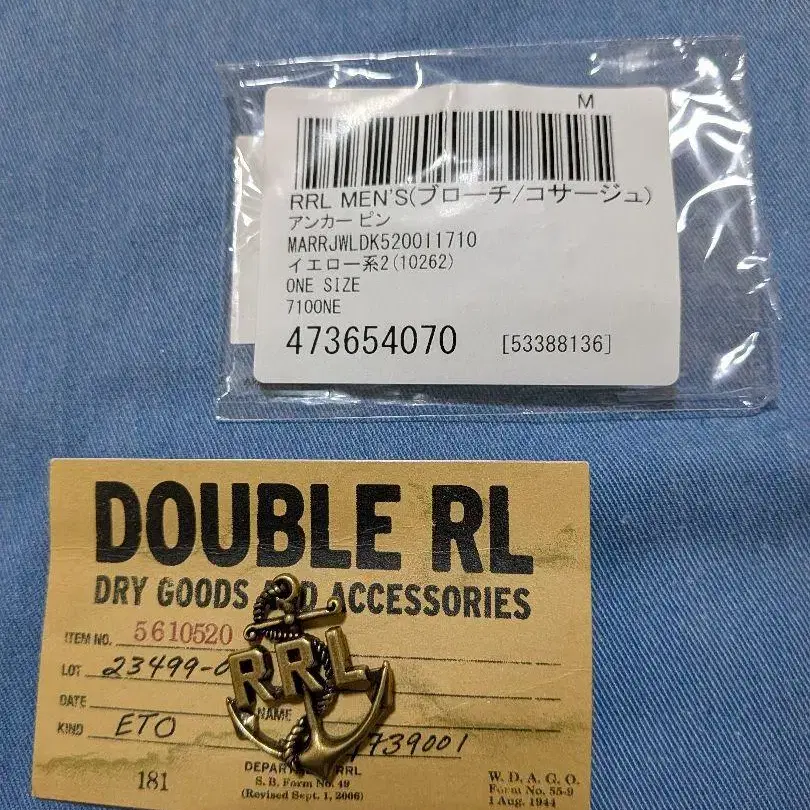 M
RRL MEN'S(ブローチ/コサージュ)
アンカー ピン
MARRJWLDK520011710
イエロー系2(10262)
ONE SIZE
7100NE
473654070 [53388136]
DOUBLE RL
DRY GOODS ACCESSORIES
ITEM NO. 5610520
LOT 23499-0
DATE
RRL
NAME
KIND ETO 1739001
181
RRL
S. B. Form No. 49
(Revised Sept. 1, 2006)
W. D. A. G. O.
Form No. 55-9
1 Aug. 1944